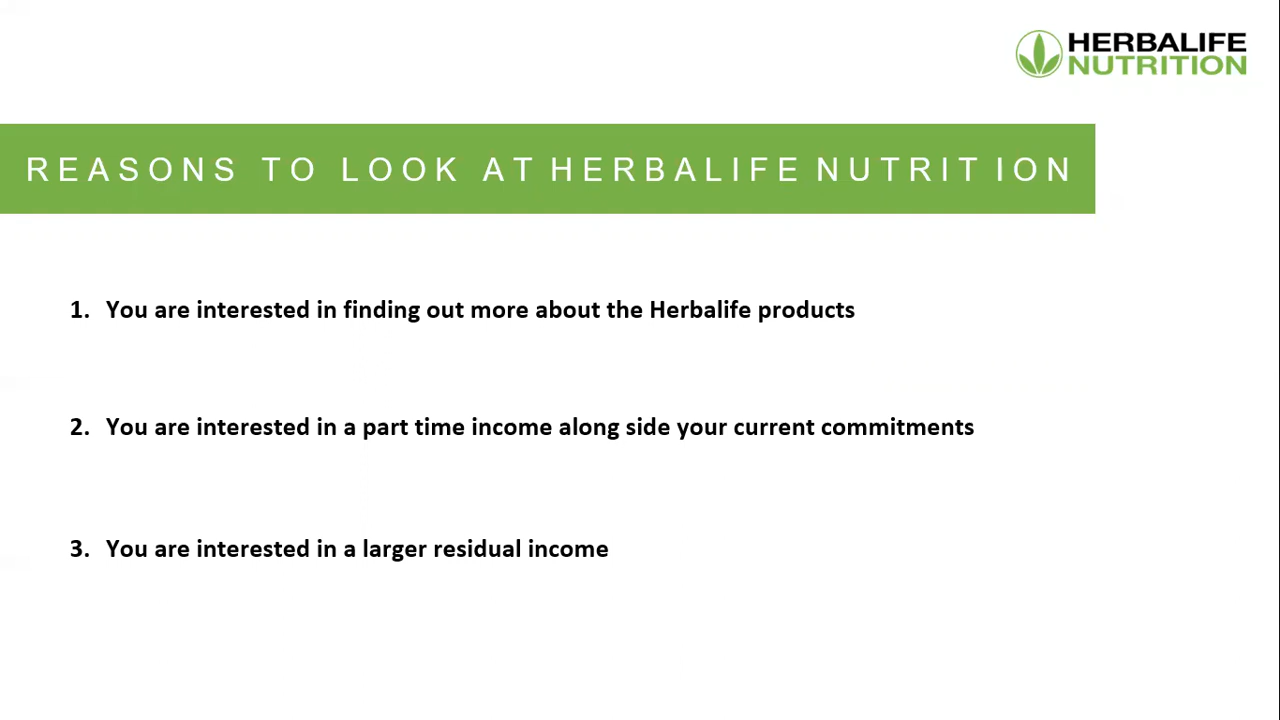 HERBALIFE
NUTRITION
REASONS TO LOOK AT HERBALIFE NUTRITION
1. You are interested in finding out more about the Herbalife products
2. You are interested in a part time income along side your current commitments
3. You are interested in a larger residual income